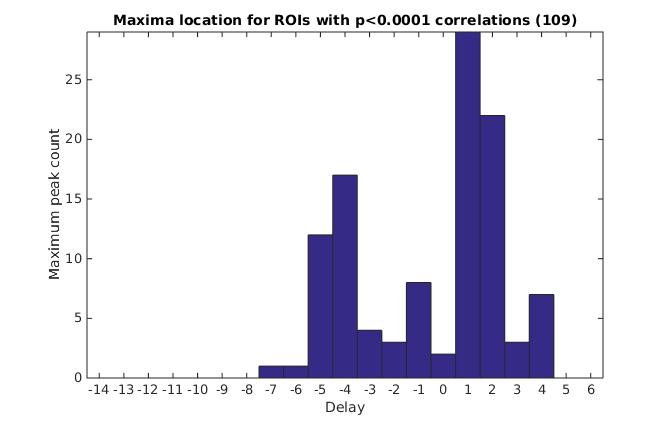 Maxima location for ROIs with p<0.0001 correlations (109)
Maximum peak count
25
20
15
10
5
0
-14 -13 -12 -11 -10 -9 -8 -7 -6 -5 -4 -3 -2 -1 0 1 2 3 4 5 6
Delay